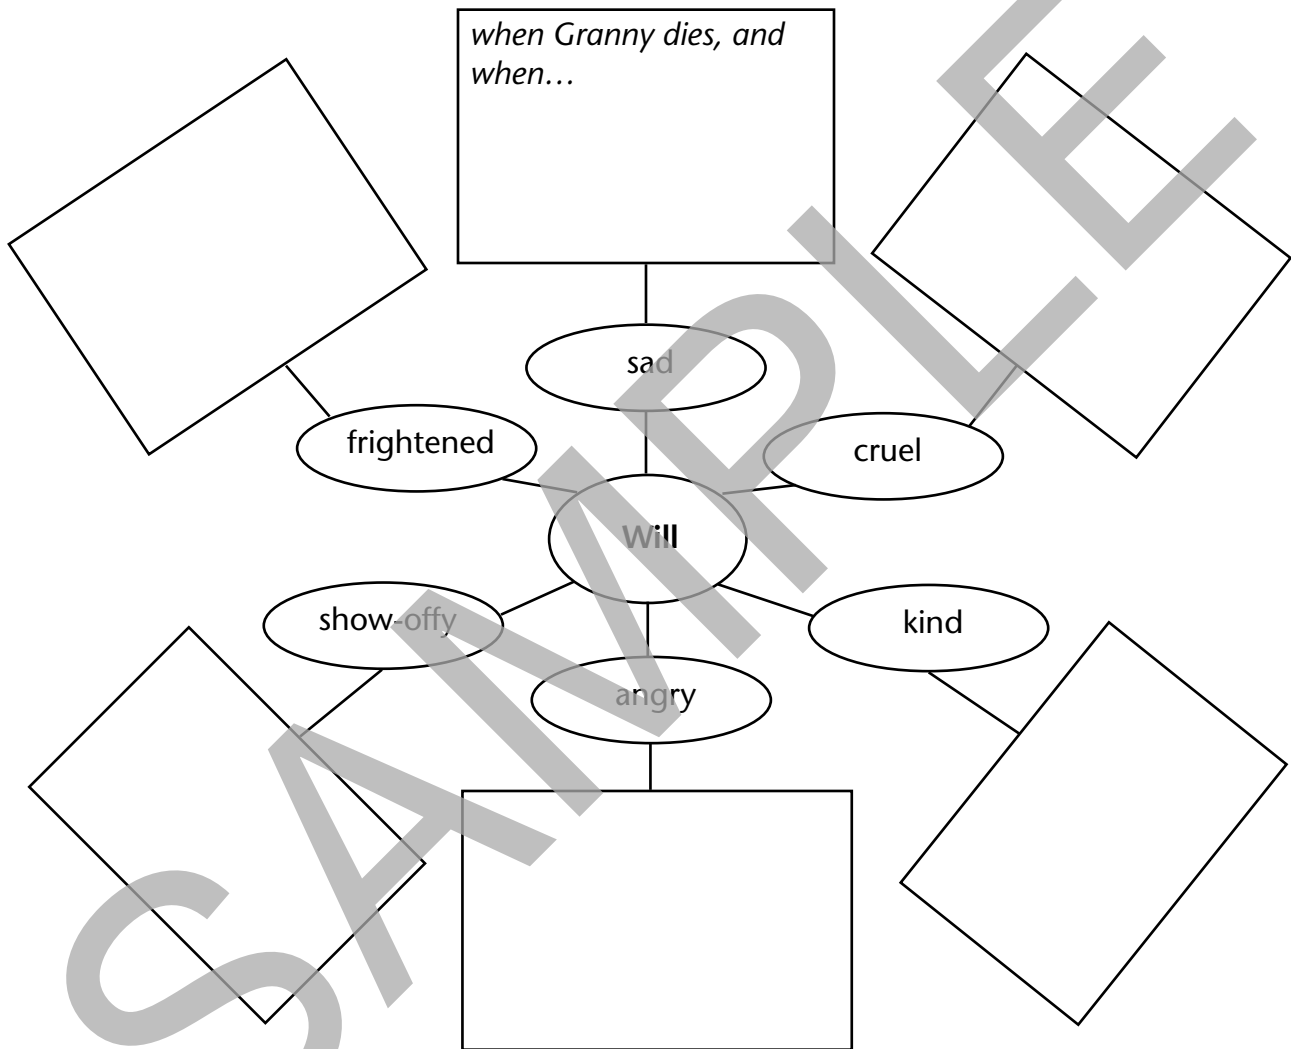 when Granny dies, and
when…
sad
frightened
cruel
Will
show-offy
kind
angry
SAMPLE